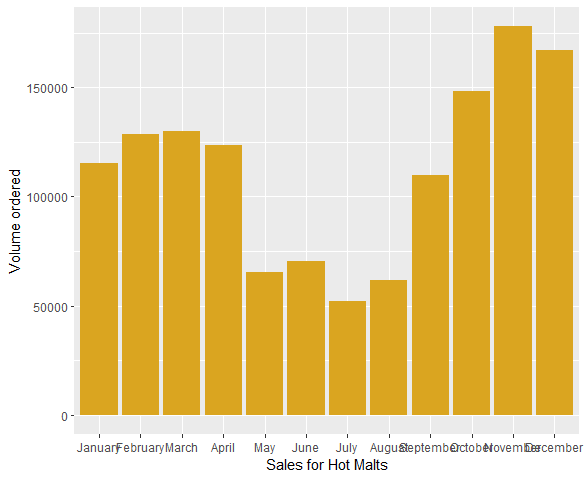 Volume ordered
150000
100000
50000
0
January February March April May June July August September October November December
Sales for Hot Malts